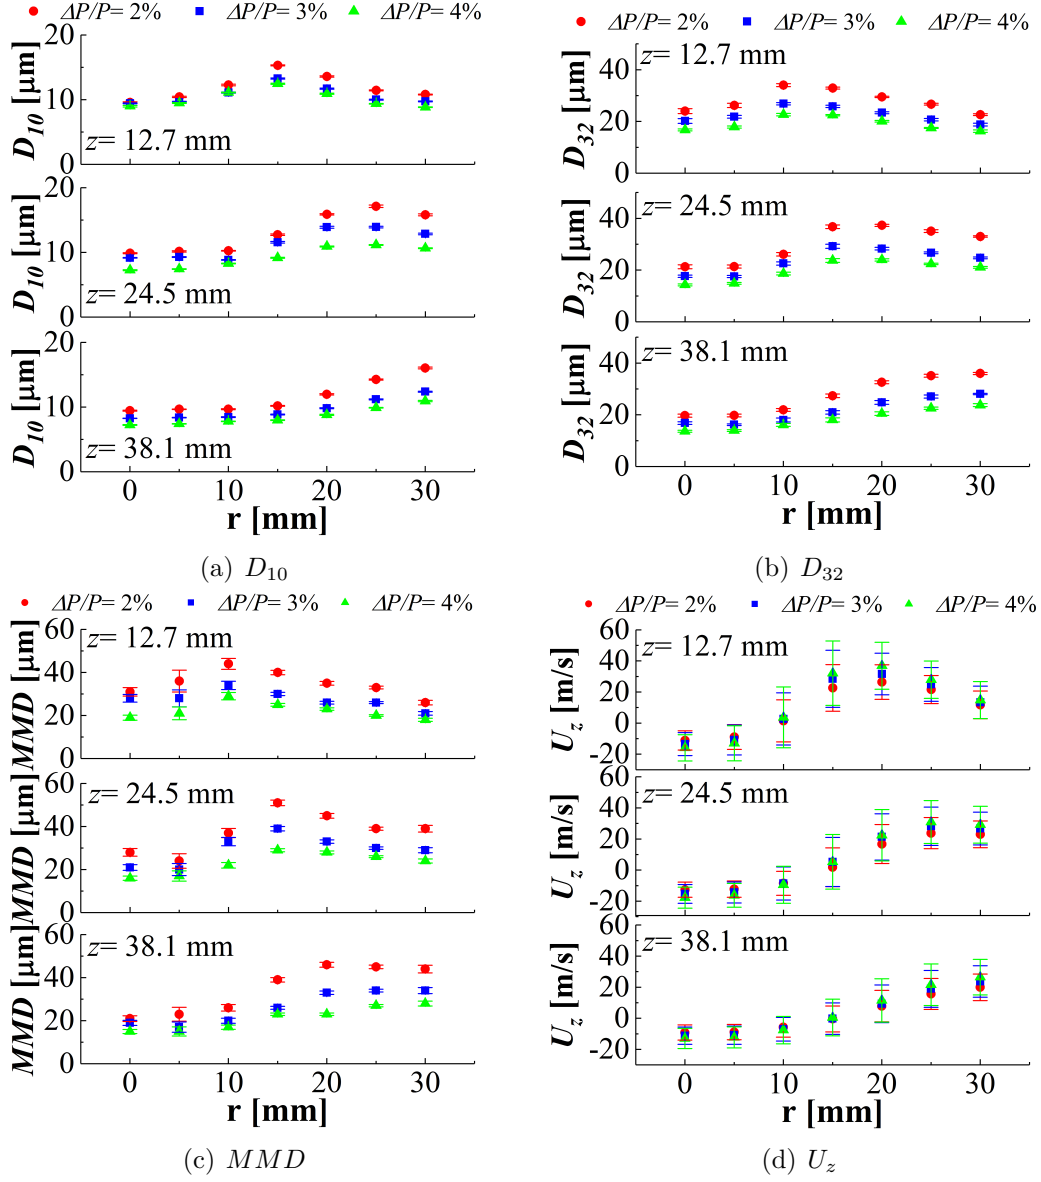 ΔP/P= 2% ΔP/P= 3% ΔP/P= 4%
20
10
0
D10 [μm]
z= 12.7 mm
20
10
0
D10 [μm]
z= 24.5 mm
20
10
0
D10 [μm]
z= 38.1 mm
0 10 20 30
r [mm]
(a) D10
ΔP/P= 2% ΔP/P= 3% ΔP/P= 4%
z= 12.7 mm
40
20
0
D32 [μm]
z= 24.5 mm
40
20
0
D32 [μm]
z= 38.1 mm
40
20
0
D32 [μm]
0 10 20 30
r [mm]
(b) D32
ΔP/P= 2% ΔP/P= 3% ΔP/P= 4%
60
40
20
0
MMD [μm]
z= 12.7 mm
60
40
20
0
MMD [μm]
z= 24.5 mm
60
40
20
0
MMD [μm]
z= 38.1 mm
0 10 20 30
r [mm]
(c) MMD
ΔP/P= 2% ΔP/P= 3% ΔP/P= 4%
60
40
20
0
-20
Uz [m/s]
z= 12.7 mm
60
40
20
0
-20
Uz [m/s]
z= 24.5 mm
60
40
20
0
-20
Uz [m/s]
z= 38.1 mm
0 10 20 30
r [mm]
(d) Uz